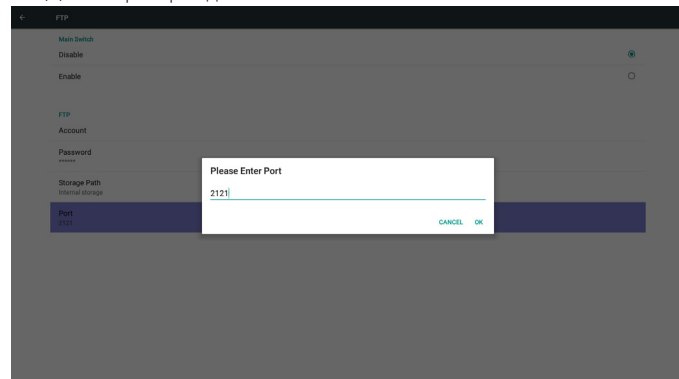 FTP
Main Switch
Disable
Enable
FTP
Account
Password
******
Storage Path
Internal storage
Port
2121
Please Enter Port
2121
CANCEL OK